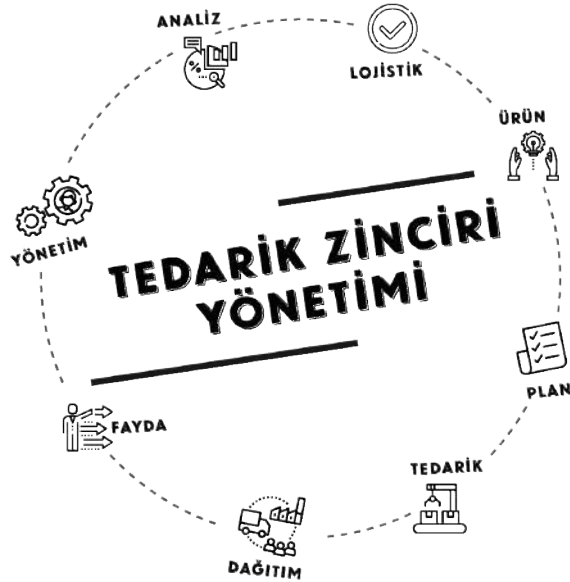 ANALİZ
LOJİSTİK
ÜRÜN
YÖNETİM
TEDARİK ZİNCİRİ
YÖNETİMİ
PLAN
FAYDA
TEDARİK
DAĞITIM